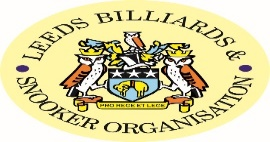 LEEDS BILLIARDS &
SNOOKER ORGANISATION
PRO REGE ET LEGE